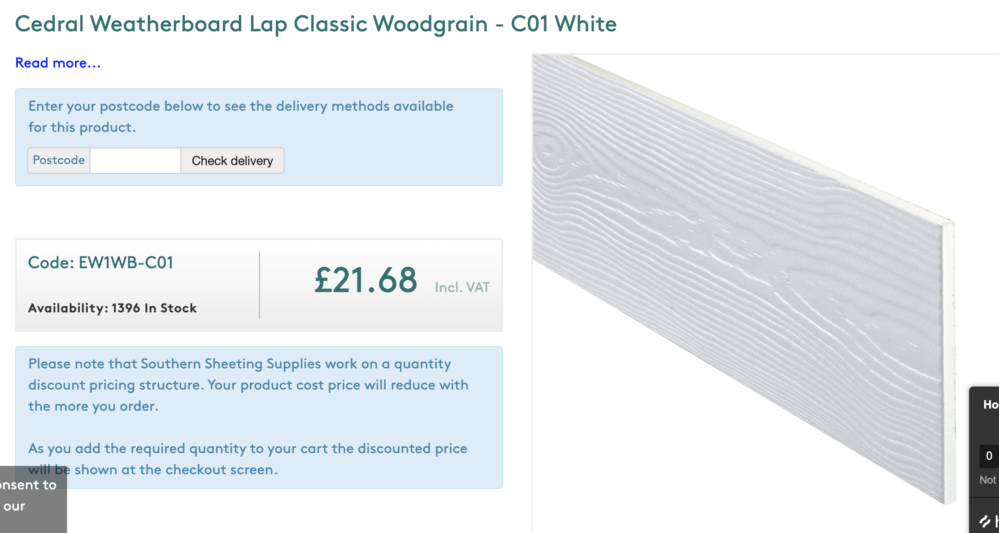 Cedral Weatherboard Lap Classic Woodgrain - C01 White
Read more...
Enter your postcode below to see the delivery methods available
for this product.
Postcode
Check delivery
Code: EW1WB-C01
£21.68 Incl. VAT
Availability: 1396 In Stock
Please note that Southern Sheeting Supplies work on a quantity
discount pricing structure. Your product cost price will reduce with
the more you order.
As you add the required quantity to your cart the discounted price
will be shown at the checkout screen.
onsent to
our
Ho
0
Not
h